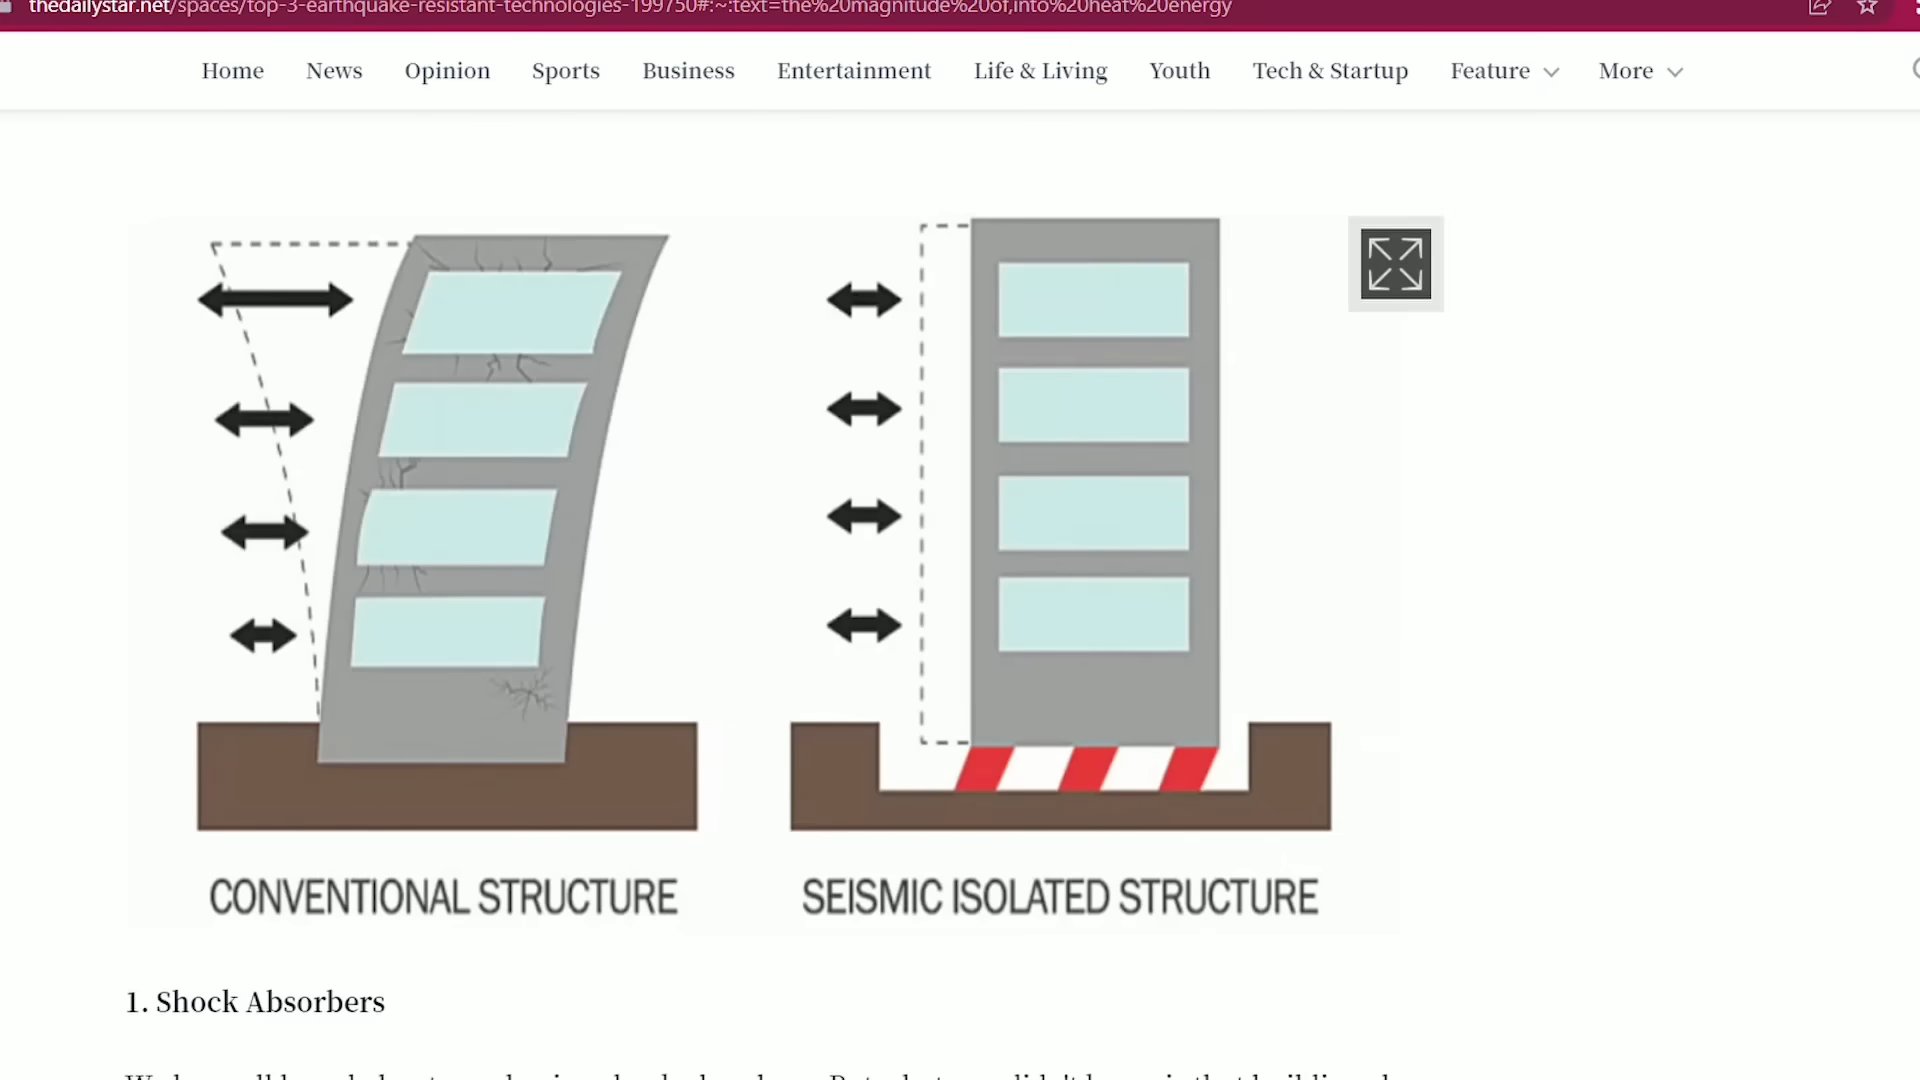 thedailystar.net/spaces/top-3-earthquake-resistant-technologies-199750#:~:text=the%20magnitude%20of,into%20heat%20energy
Home News Opinion Sports Business Entertainment Life & Living Youth Tech & Startup Feature More
CONVENTIONAL STRUCTURE SEISMIC ISOLATED STRUCTURE
1. Shock Absorbers